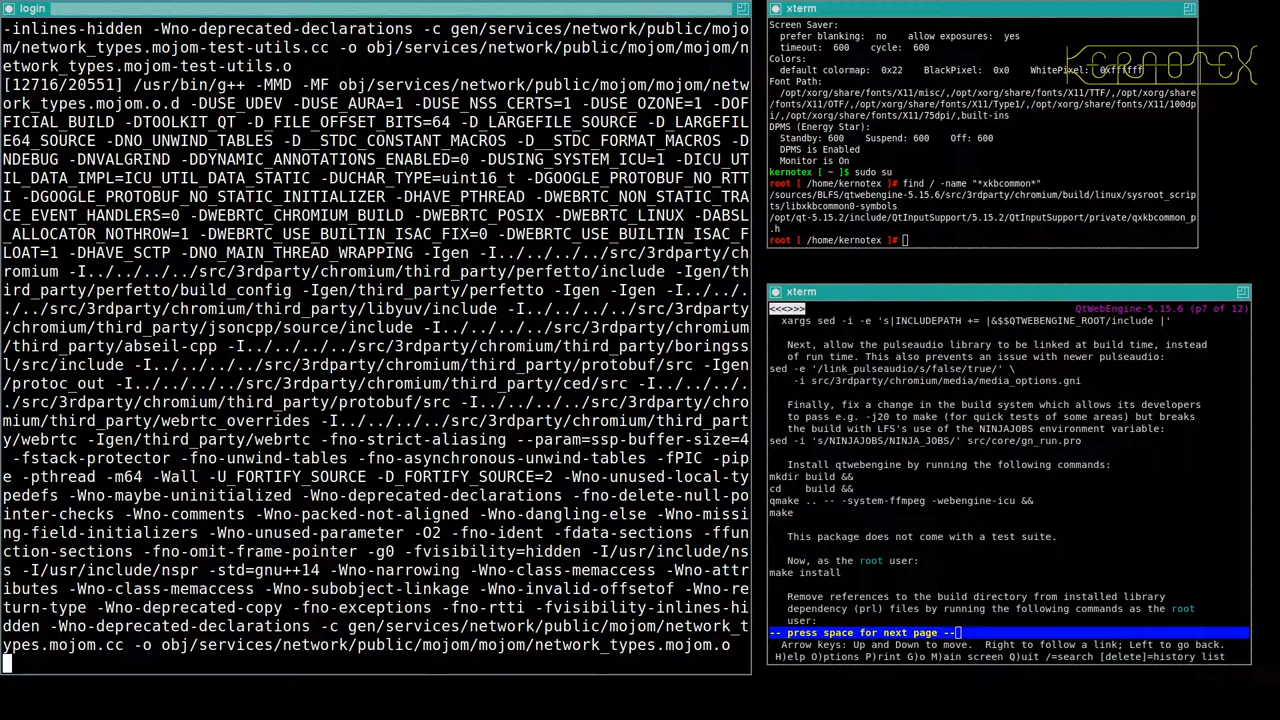 login
-inlines-hidden -Wno-deprecated-declarations -c gen/services/network/public/mojo
m/network_types.mojom-test-utils.cc -o obj/services/network/public/mojom/mojom/n
etwork_types.mojom-test-utils.o
[12716/20551] /usr/bin/g++ -MMD -MF obj/services/network/public/mojom/mojom/netw
ork_types.mojom.o.d -DUSE_UDEV -DUSE_AURA=1 -DUSE_NSS_CERTS=1 -DUSE_OZONE=1 -DOF
FICIAL_BUILD -DTOOLKIT_QT -D_FILE_OFFSET_BITS=64 -D_LARGEFILE_SOURCE -D_LARGEFIL
E64_SOURCE -DNO_UNWIND_TABLES -D__STDC_CONSTANT_MACROS -D__STDC_FORMAT_MACROS -D
NDEBUG -DNVALGRIND -DDYNAMIC_ANNOTATIONS_ENABLED=0 -DUSING_SYSTEM_ICU=1 -DICU_UT
IL_DATA_IMPL=ICU_UTIL_DATA_STATIC -DUCHAR_TYPE=uint16_t -DGOOGLE_PROTOBUF_NO_RTT
I -DGOOGLE_PROTOBUF_NO_STATIC_INITIALIZER -DHAVE_PTHREAD -DWEBRTC_NON_STATIC_TRA
CE_EVENT_HANDLERS=0 -DWEBRTC_CHROMIUM_BUILD -DWEBRTC_POSIX -DWEBRTC_LINUX -DABSL
_ALLOCATOR_NOTHROW=1 -DWEBRTC_USE_BUILTIN_ISAC_FIX=0 -DWEBRTC_USE_BUILTIN_ISAC_F
LOAT=1 -DHAVE_SCTP -DNO_MAIN_THREAD_WRAPPING -Igen -I../../../src/3rdparty/ch
romium -I../../../src/3rdparty/chromium/third_party/perfetto/include -Igen/th
ird_party/perfetto/build_config -Igen/third_party/perfetto -Igen -Igen -I../../
../src/3rdparty/chromium/third_party/libyuv/include -I../../../src/3rdparty
/chromium/third_party/jsoncpp/source/include -I../../../src/3rdparty/chromium
/third_party/abseil-cpp -I../../../src/3rdparty/chromium/third_party/boringss
l/src/include -I../../../src/3rdparty/chromium/third_party/protobuf/src -Igen
/protoc_out -I../../../src/3rdparty/chromium/third_party/ced/src -I../../../.
./src/3rdparty/chromium/third_party/protobuf/src -I../../../src/3rdparty/chro
mium/third_party/webrtc_overrides -I../../../src/3rdparty/chromium/third_part
y/webrtc -Igen/third_party/webrtc -fno-strict-aliasing --param=ssp-buffer-size=4
 -fstack-protector -fno-unwind-tables -fno-asynchronous-unwind-tables -fPIC -pip
e -pthread -m64 -Wall -U_FORTIFY_SOURCE -D_FORTIFY_SOURCE=2 -Wno-unused-local-ty
pedefs -Wno-maybe-uninitialized -Wno-deprecated-declarations -fno-delete-null-po
inter-checks -Wno-comments -Wno-packed-not-aligned -Wno-dangling-else -Wno-missi
ng-field-initializers -Wno-unused-parameter -O2 -fno-ident -fdata-sections -ffun
ction-sections -fno-omit-frame-pointer -g0 -fvisibility=hidden -I/usr/include/ns
s -I/usr/include/nspr -std=gnu++14 -Wno-narrowing -Wno-class-memaccess -Wno-attr
ibutes -Wno-class-memaccess -Wno-subobject-linkage -Wno-invalid-offsetof -Wno-re
turn-type -Wno-deprecated-copy -fno-exceptions -fno-rtti -fvisibility-inlines-hi
dden -Wno-deprecated-declarations -c gen/services/network/public/mojom/network_t
ypes.mojom.cc -o obj/services/network/public/mojom/mojom/network_types.mojom.o
xterm
Screen Saver:
prefer blanking:  no    allow exposures:  yes
timeout:  600    cycle:  600
Colors:
default colormap:  0x22    BlackPixel:  0x0    WhitePixel:  0xffffff
KERNOTEX
Font Path:
/opt/xorg/share/fonts/X11/misc/,/opt/xorg/share/fonts/X11/TTF/,/opt/xorg/share
/fonts/X11/OTF/,/opt/xorg/share/fonts/X11/Type1/,/opt/xorg/share/fonts/X11/100dp
i/,/opt/xorg/share/fonts/X11/75dpi/,built-ins
DPMS (Energy Star):
Standby: 600    Suspend: 600    Off: 600
DPMS is Enabled
Monitor is On
kernotex [ ~ ]$ sudo su
root [ /home/kernotex ]# find / -name "*xkbcommon*"
/sources/BLFS/qtwebengine-5.15.6/src/3rdparty/chromium/build/linux/sysroot_scrip
ts/libxkbcommon0-symbols
/opt/qt-5.15.2/include/QtInputSupport/5.15.2/QtInputSupport/private/qxkbcommon_p
.h
root [ /home/kernotex ]#
xterm
<<<>>> QtWebEngine-5.15.6 (p7 of 12)
xargs sed -i -e 's|INCLUDEPATH += |&$$QTWEBENGINE_ROOT/include |'
Next, allow the pulseaudio library to be linked at build time, instead
of run time. This also prevents an issue with newer pulseaudio:
sed -e '/link_pulseaudio/s/false/true/' \
-i src/3rdparty/chromium/media/media_options.gni
Finally, fix a change in the build system which allows its developers
to pass e.g. -j20 to make (for quick tests of some areas) but breaks
the build with LFS's use of the NINJAJOBS environment variable:
sed -i 's/NINJAJOBS/NINJA_JOBS/' src/core/gn_run.pro
Install qtwebengine by running the following commands:
mkdir build &&
cd    build &&
qmake .. -- -system-ffmpeg -webengine-icu &&
make
This package does not come with a test suite.
Now, as the root user:
make install
Remove references to the build directory from installed library
dependency (prl) files by running the following commands as the root
user:
-- press space for next page --
Arrow keys: Up and Down to move.  Right to follow a link; Left to go back.
H)elp O)ptions P)rint G)o M)ain screen Q)uit /=search [delete]=history list